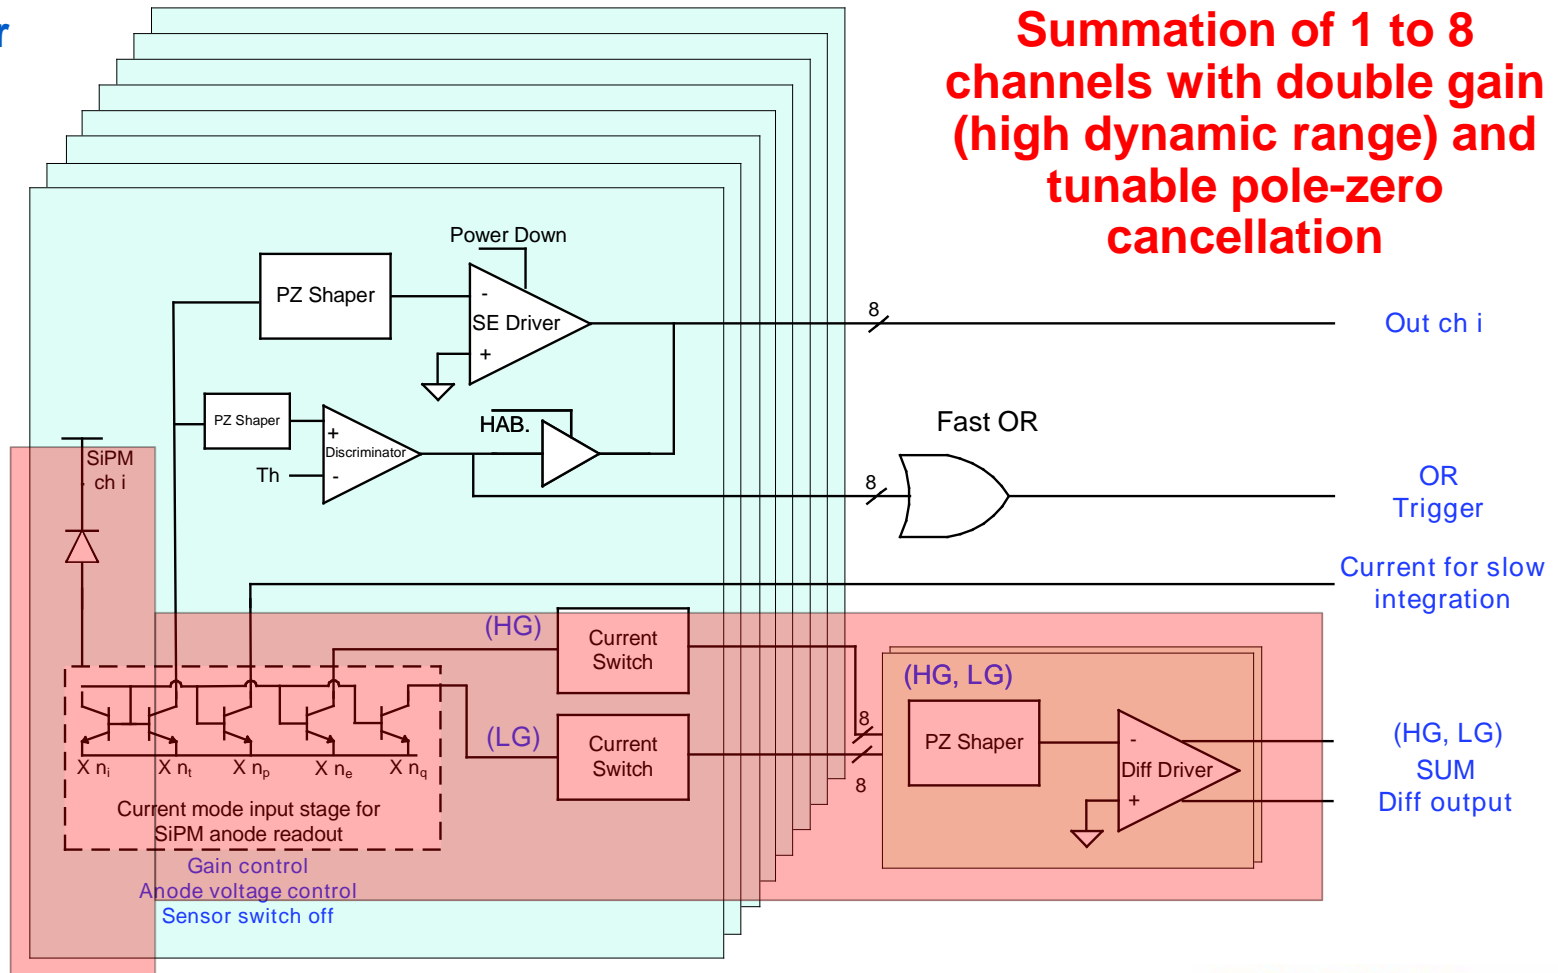 r
Summation of 1 to 8
channels with double gain
(high dynamic range) and
tunable pole-zero
cancellation
Power Down
PZ Shaper
-
SE Driver
+
8
Out ch i
PZ Shaper
+
Discriminator
-
Th
HAB.
Fast OR
8
OR
Trigger
SiPM
ch i
Current for slow
integration
(HG)
Current
Switch
(LG)
Current
Switch
8
8
(HG, LG)
PZ Shaper
-
Diff Driver
+
(HG, LG)
SUM
Diff output
X ni
X nt
X np
X ne
X nq
Current mode input stage for
SiPM anode readout
Gain control
Anode voltage control
Sensor switch off